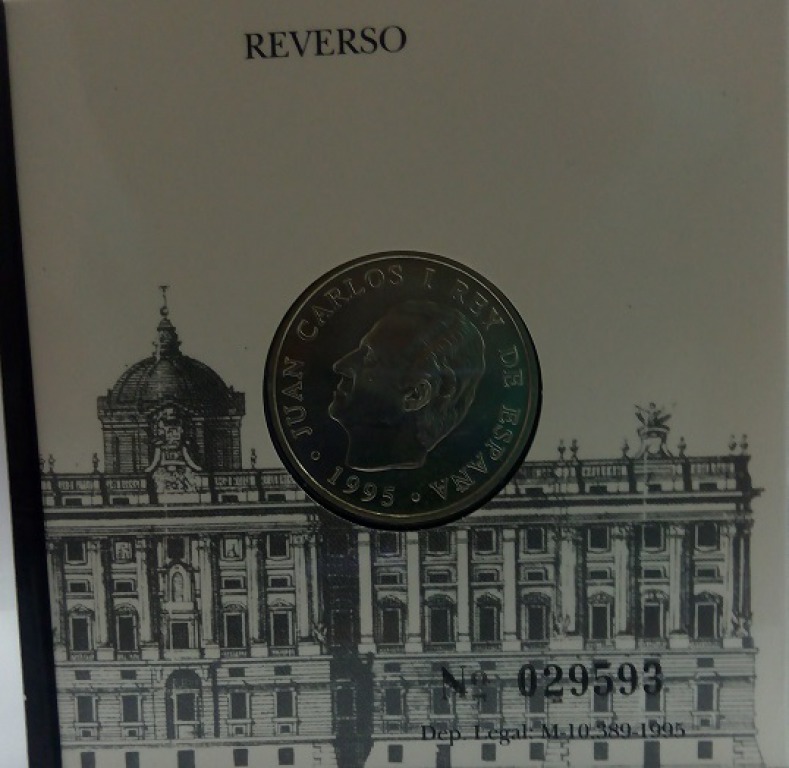 REVERSO
JUAN CARLOS I REY DE ESPAÑA
· 1995 ·
Nº 029593
Dep. Legal: M-10.389-1995